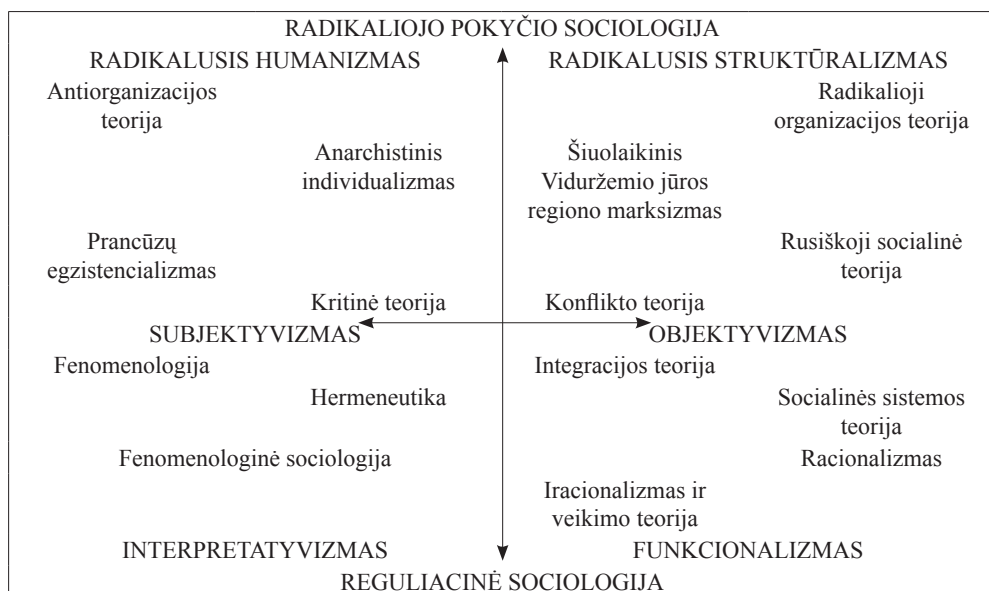 RADIKALIOJO POKYČIO SOCIOLOGIJA
RADIKALUSIS HUMANIZMAS
Antiorganizacijos
teorija
Anarchistinis
individualizmas
Prancūzų
egzistencializmas
Kritinė teorija
RADIKALUSIS STRUKTŪRALIZMAS
Radikalioji
organizacijos teorija
Šiuolaikinis
Viduržemio jūros
regiono marksizmas
Rusiškoji socialinė
teorija
Konflikto teorija
SUBJEKTYVIZMAS
OBJEKTYVIZMAS
Fenomenologija
Hermeneutika
Fenomenologinė sociologija
INTERPRETATYVIZMAS
Integracijos teorija
Socialinės sistemos
teorija
Racionalizmas
Iracionalizmas ir
veikimo teorija
FUNKCIONALIZMAS
REGULIACINĖ SOCIOLOGIJA